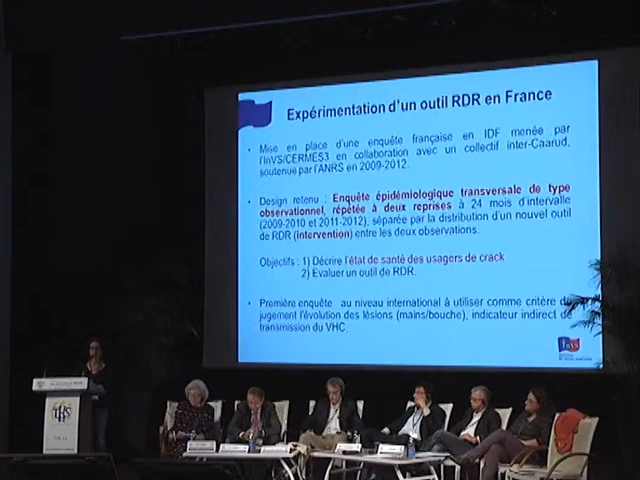 Expérimentation d'un outil RDR en France
• Mise en place d'une enquête française en IDF menée par
l'InVS/CERMES3 en collaboration avec un collectif inter-Caarud,
soutenue par l'ANRS en 2009-2012.
• Design retenu : Enquête épidémiologique transversale de type
observationnel, répétée à deux reprises à 24 mois d'intervalle
(2009-2010 et 2011-2012), séparée par la distribution d'un nouvel outil
de RDR (intervention) entre les deux observations.
Objectifs : 1) Décrire l'état de santé des usagers de crack
2) Evaluer un outil de RDR.
• Première enquête au niveau international à utiliser comme critère de
jugement l'évolution des lésions (mains/bouche), indicateur indirect de
transmission du VHC.